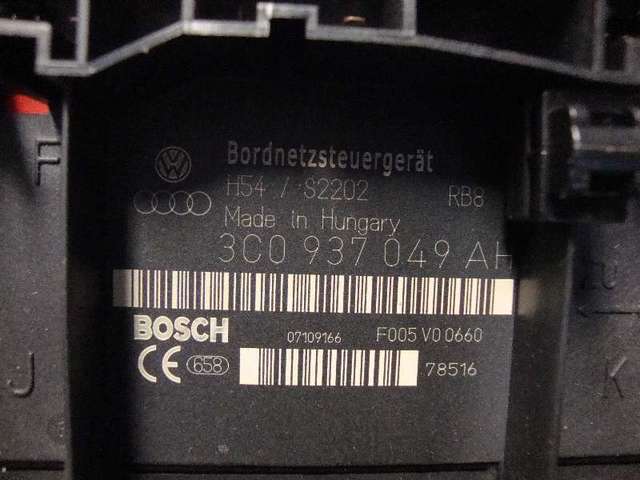 F
Bordnetzsteuergerät
H54 / S2202 RB8
Made in Hungary
3C0 937 049 AH
BOSCH 07109166 F005 V0 0660
CE 658 78516
J
K